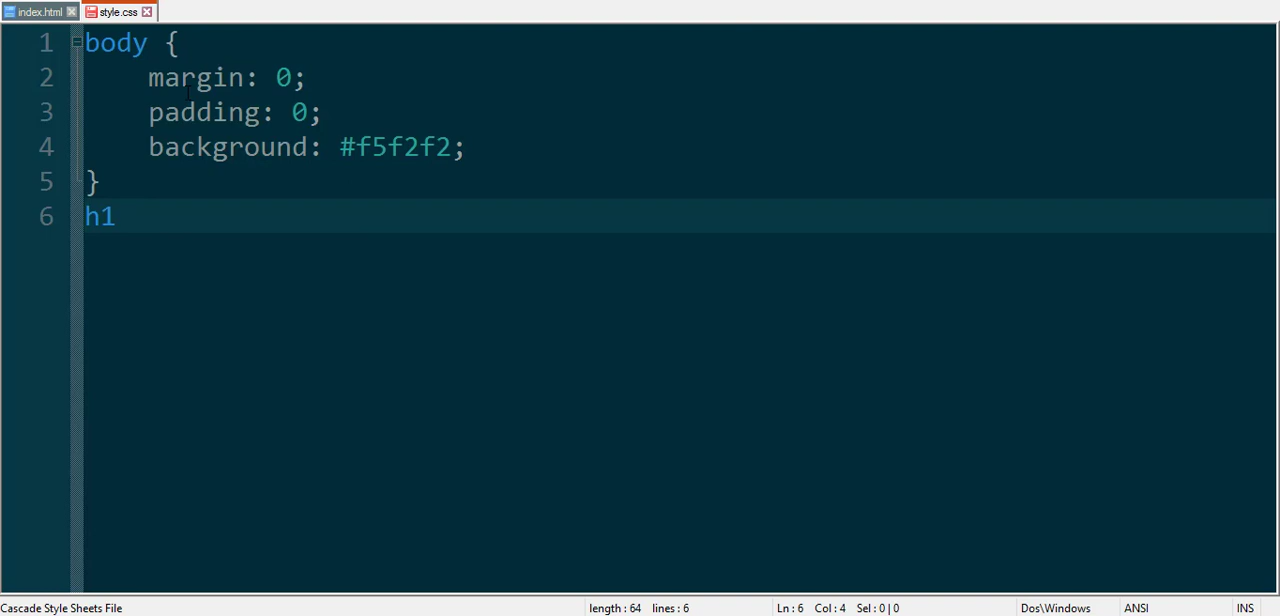 index.html style.css
1 body {
2 margin: 0;
3 padding: 0;
4 background: #f5f2f2;
5 }
6 h1
Cascade Style Sheets File length : 64 lines : 6 Ln : 6 Col : 4 Sel : 0 | 0 Dos\Windows ANSI INS